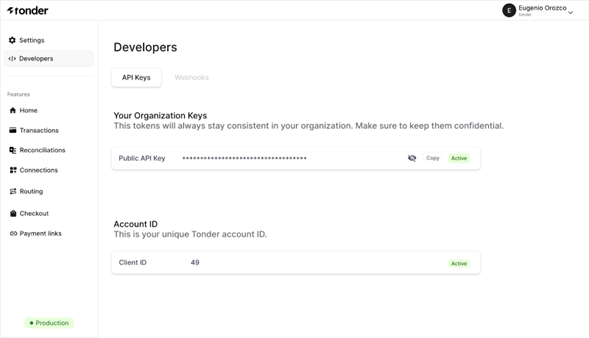 tonder
E
Eugenio Orozco
tonder
Settings
Developers
Features
Home
Transactions
Reconciliations
Connections
Routing
Checkout
Payment links
Production
Developers
API Keys
Webhooks
Your Organization Keys
This tokens will always stay consistent in your organization. Make sure to keep them confidential.
Public API Key
***********************************
Copy
Active
Account ID
This is your unique Tonder account ID.
Client ID
49
Active